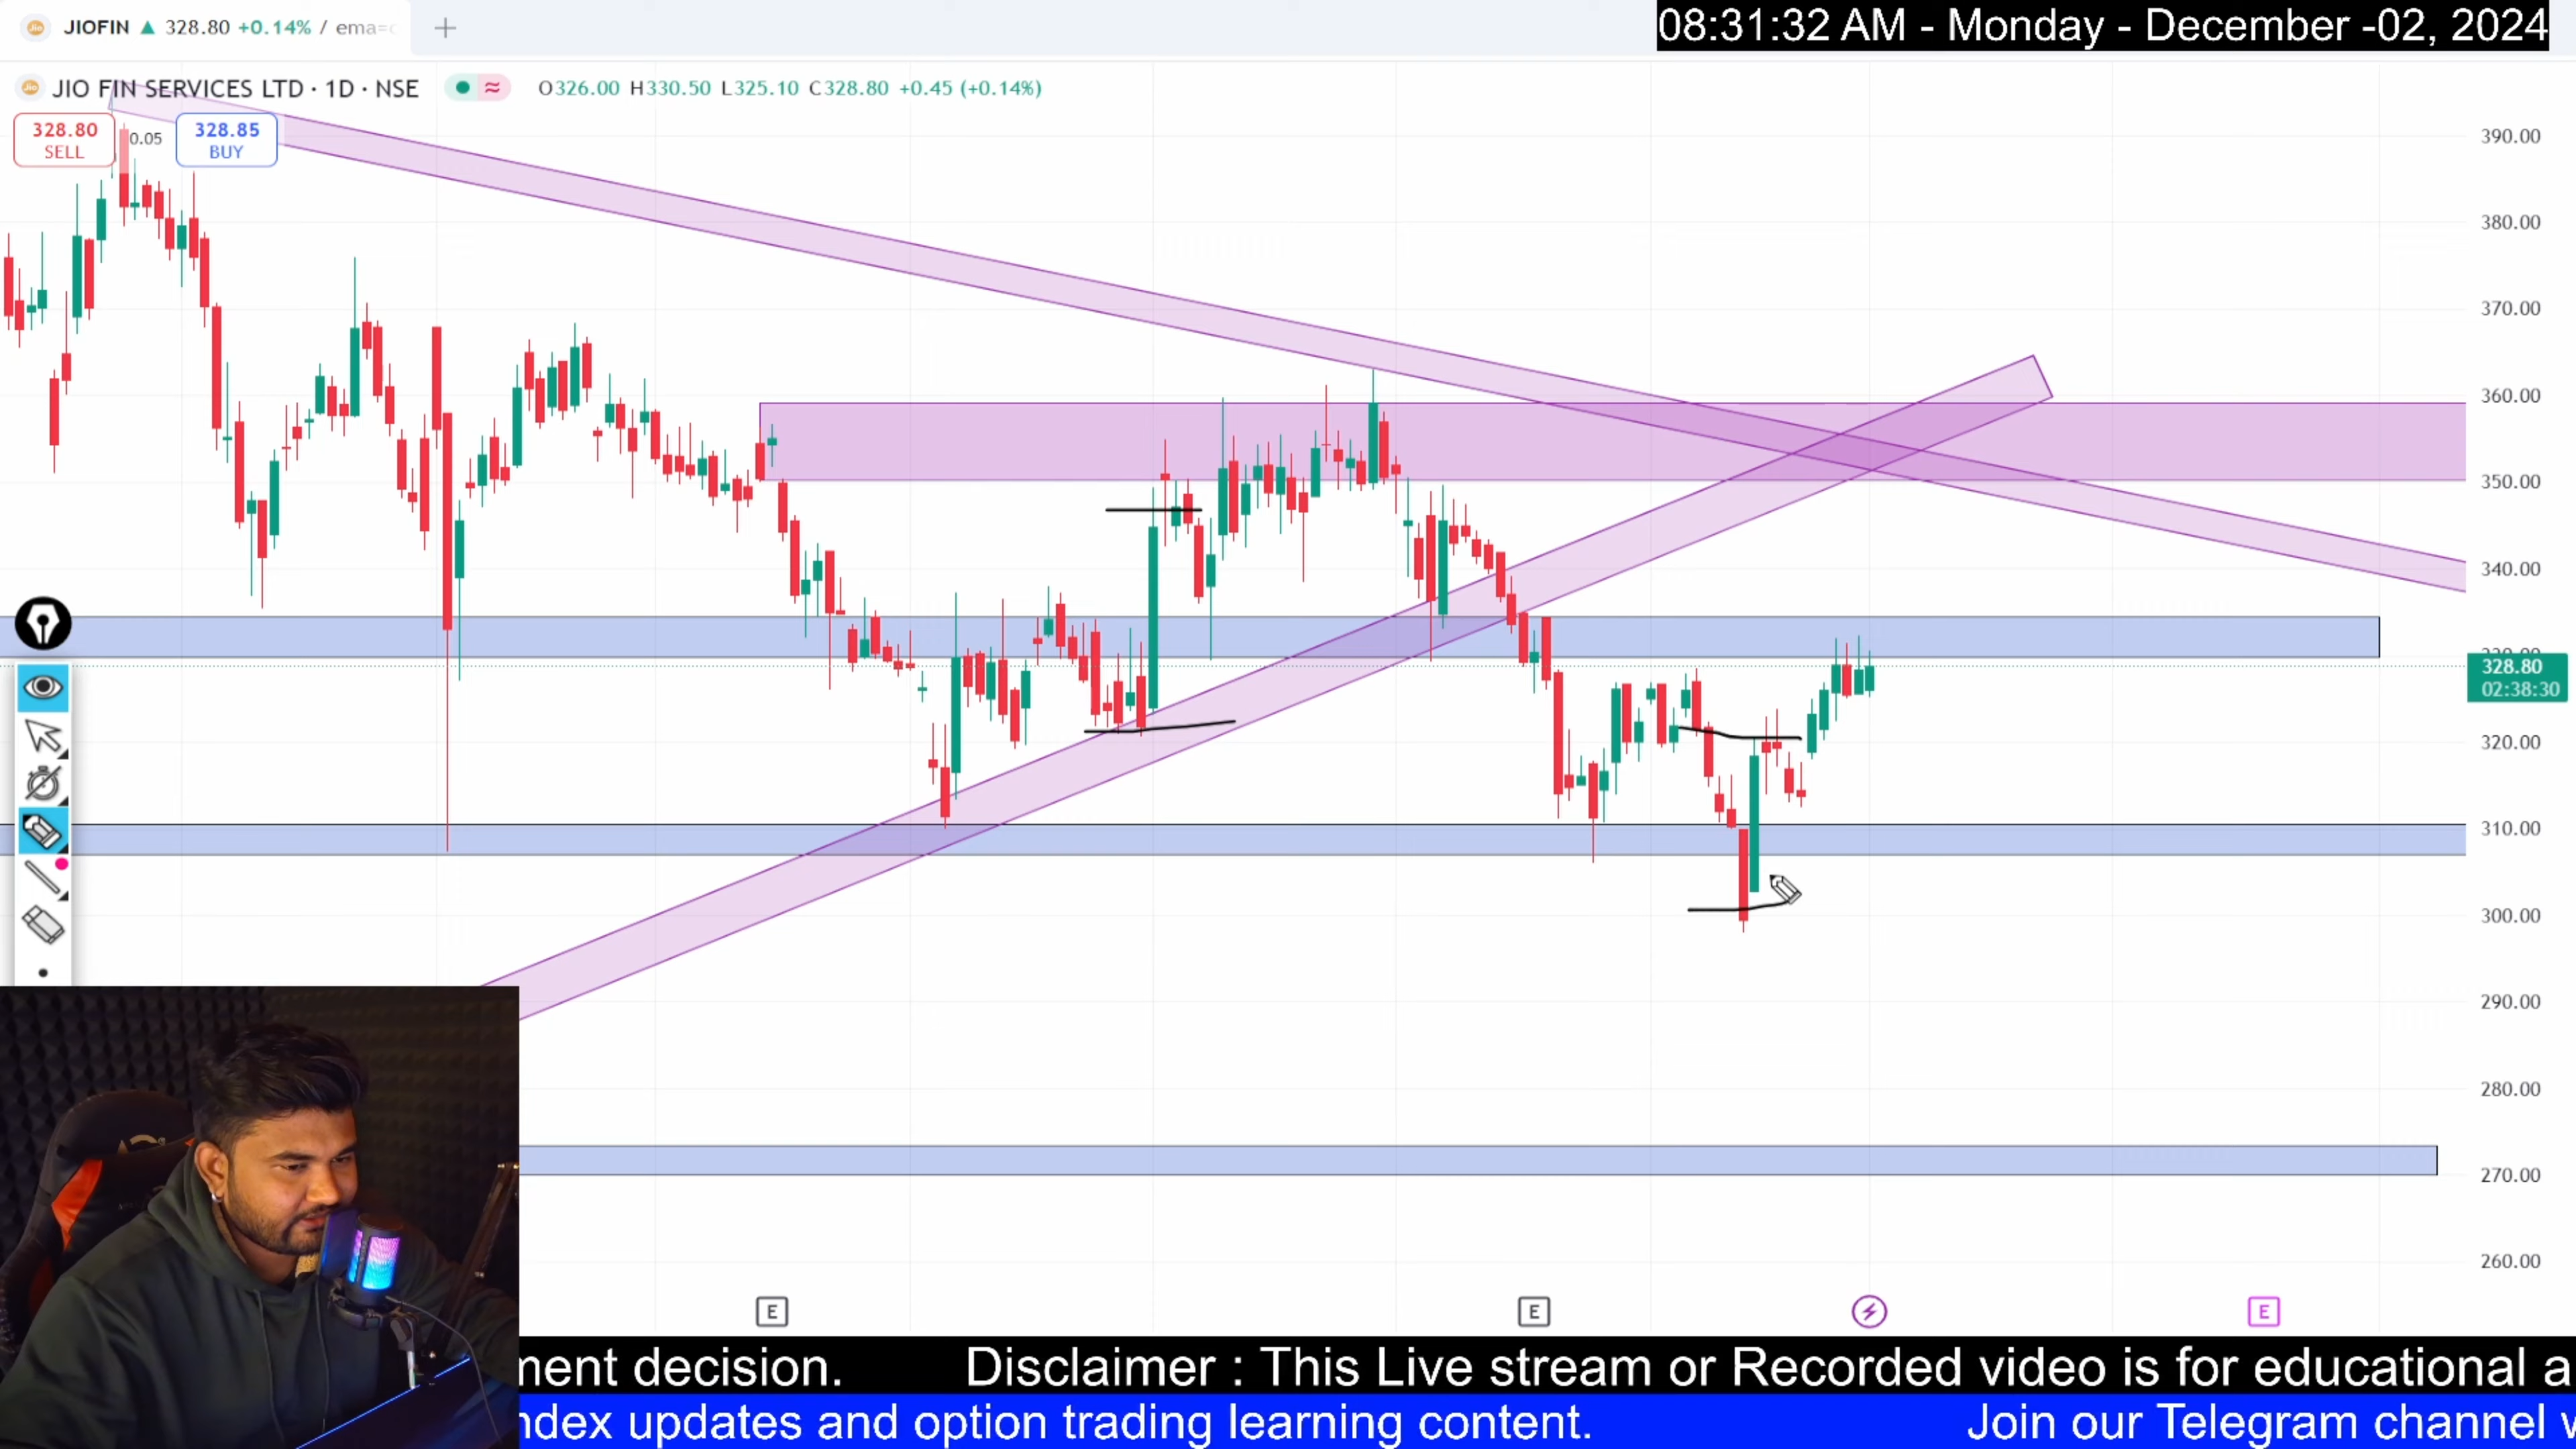 JIOFIN ▲ 328.80 +0.14% / ema=
08:31:32 AM - Monday - December -02, 2024
JIO FIN SERVICES LTD · 1D · NSE
O326.00 H330.50 L325.10 C328.80 +0.45 (+0.14%)
328.80
SELL
0.05
328.85
BUY
390.00
380.00
370.00
360.00
350.00
340.00
328.80
02:38:30
320.00
310.00
300.00
290.00
280.00
270.00
260.00
E
E
E
ment decision. Disclaimer : This Live stream or Recorded video is for educational a
ndex updates and option trading learning content. Join our Telegram channel